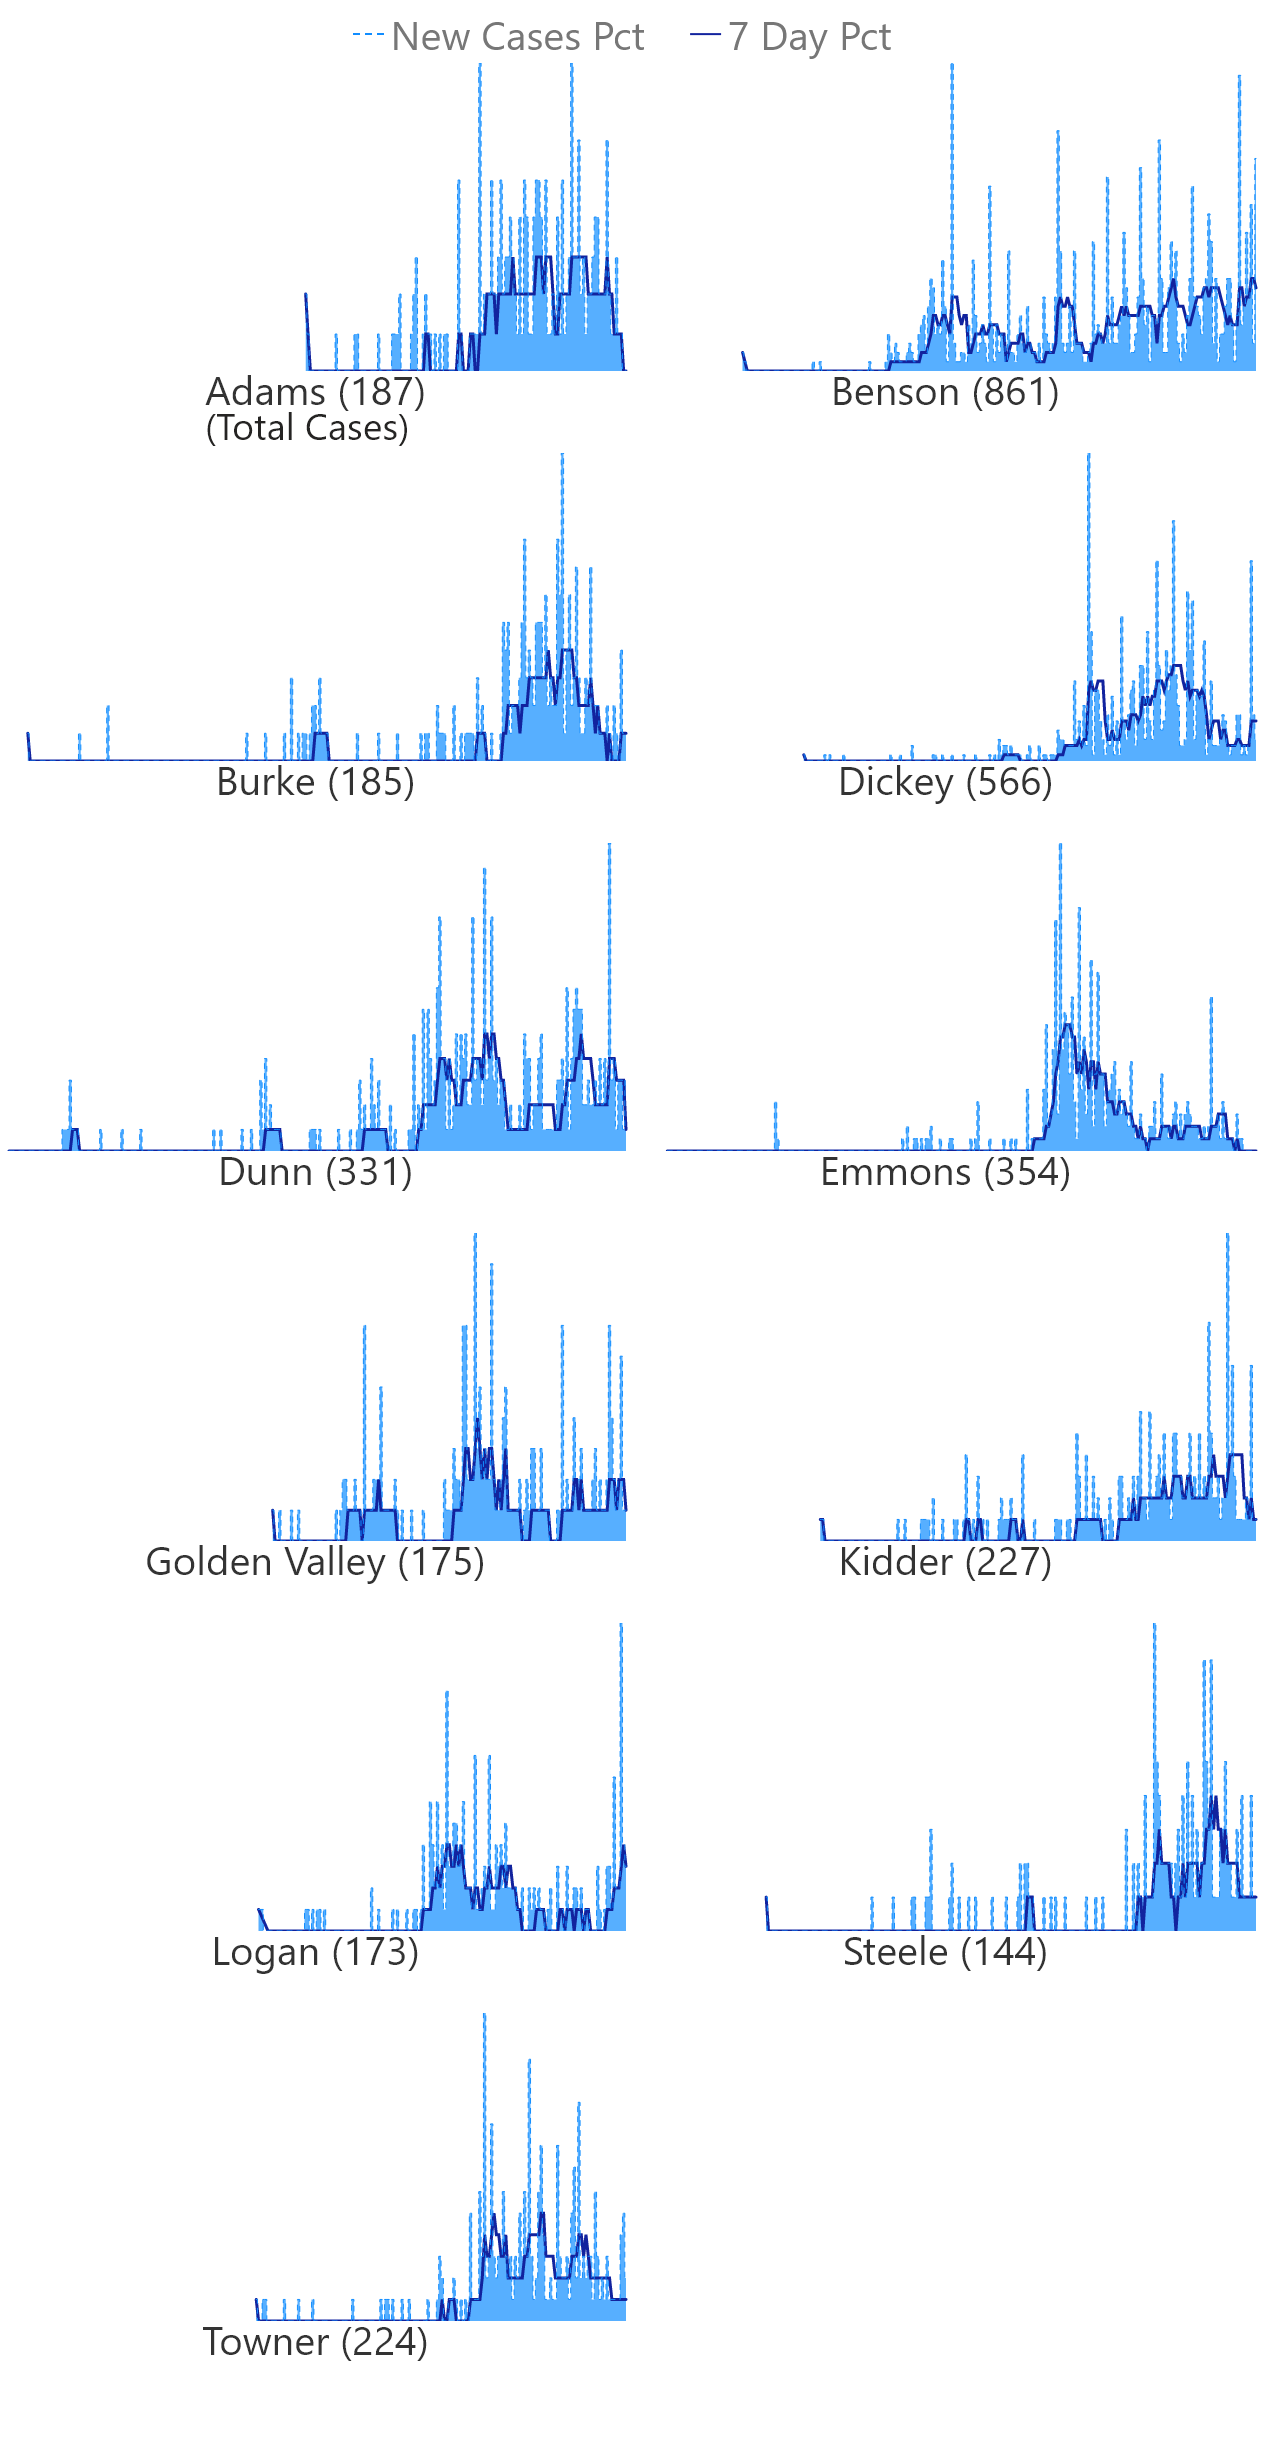 New Cases Pct 7 Day Pct
Adams (187) Benson (861)
(Total Cases)
Burke (185) Dickey (566)
Dunn (331) Emmons (354)
Golden Valley (175) Kidder (227)
Logan (173) Steele (144)
Towner (224)